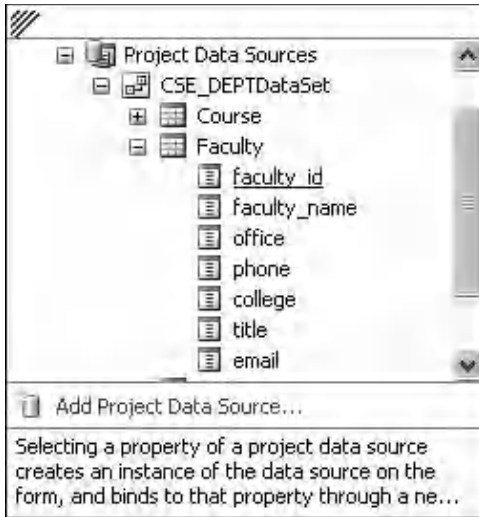 Project Data Sources
CSE_DEPTDataSet
Course
Faculty
faculty_id
faculty_name
office
phone
college
title
email
Add Project Data Source...
Selecting a property of a project data source
creates an instance of the data source on the
form, and binds to that property through a ne...